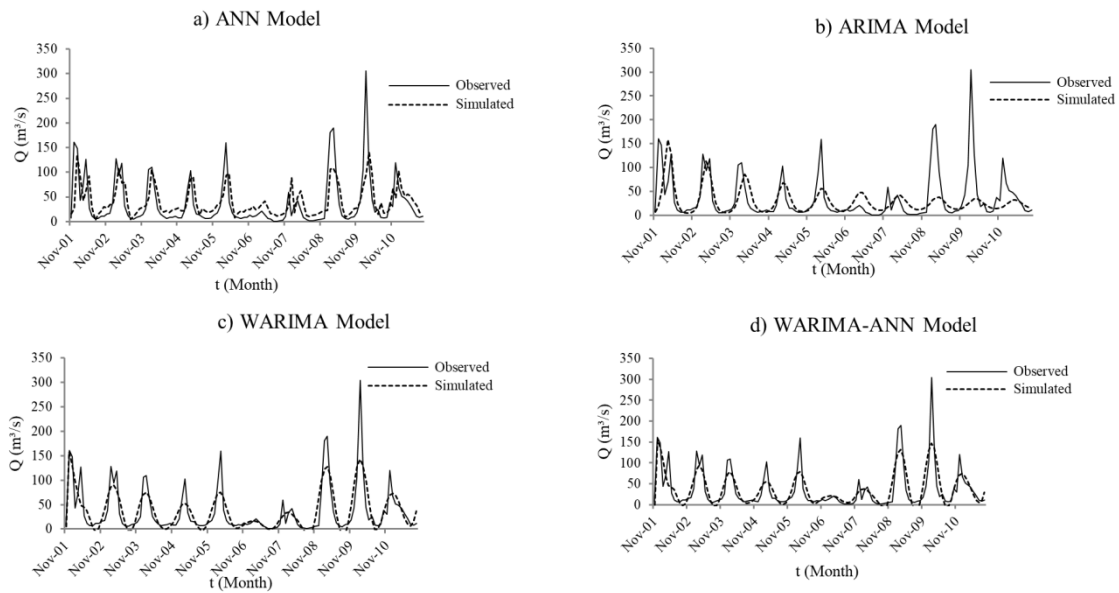 a) ANN Model
350
300
250
200
150
100
50
0
Q (m³/s)
Observed
Simulated
Nov-01
Nov-02
Nov-03
Nov-04
Nov-05
Nov-06
Nov-07
Nov-08
Nov-09
Nov-10
t (Month)
b) ARIMA Model
350
300
250
200
150
100
50
0
Q (m³/s)
Observed
Simulated
Nov-01
Nov-02
Nov-03
Nov-04
Nov-05
Nov-06
Nov-07
Nov-08
Nov-09
Nov-10
t (Month)
c) WARIMA Model
350
300
250
200
150
100
50
0
Q (m³/s)
Observed
Simulated
Nov-01
Nov-02
Nov-03
Nov-04
Nov-05
Nov-06
Nov-07
Nov-08
Nov-09
Nov-10
t (Month)
d) WARIMA-ANN Model
350
300
250
200
150
100
50
0
Q (m³/s)
Observed
Simulated
Nov-01
Nov-02
Nov-03
Nov-04
Nov-05
Nov-06
Nov-07
Nov-08
Nov-09
Nov-10
t (Month)